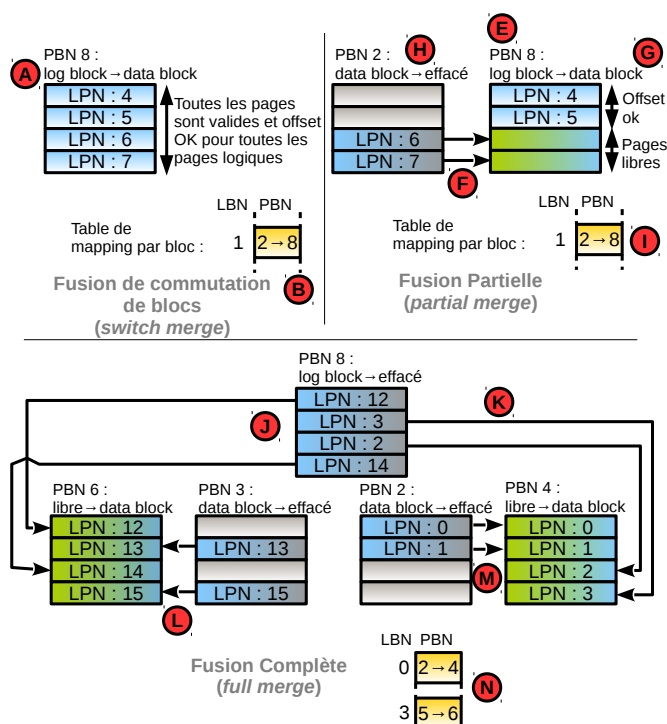 A
PBN 8 :
log block→data block
LPN : 4
LPN : 5
LPN : 6
LPN : 7
Toutes les pages
sont valides et offset
OK pour toutes les
pages logiques
LBN PBN
Table de
mapping par bloc :
1 2→8
B
Fusion de commutation
de blocs
(switch merge)
H
PBN 2 :
data block→effacé
LPN : 6
LPN : 7
F
E
G
PBN 8 :
log block→data block
LPN : 4
LPN : 5
Offset
ok
Pages
libres
LBN PBN
Table de
mapping par bloc :
1 2→8
I
Fusion Partielle
(partial merge)
PBN 8 :
log block→effacé
LPN : 12
LPN : 3
LPN : 2
LPN : 14
J
K
PBN 6 :
libre→data block
LPN : 12
LPN : 13
LPN : 14
LPN : 15
L
PBN 3 :
data block→effacé
LPN : 13
LPN : 15
PBN 2 :
data block→effacé
LPN : 0
LPN : 1
M
PBN 4 :
libre→data block
LPN : 0
LPN : 1
LPN : 2
LPN : 3
Fusion Complète
(full merge)
LBN PBN
0 2→4
3 5→6
N